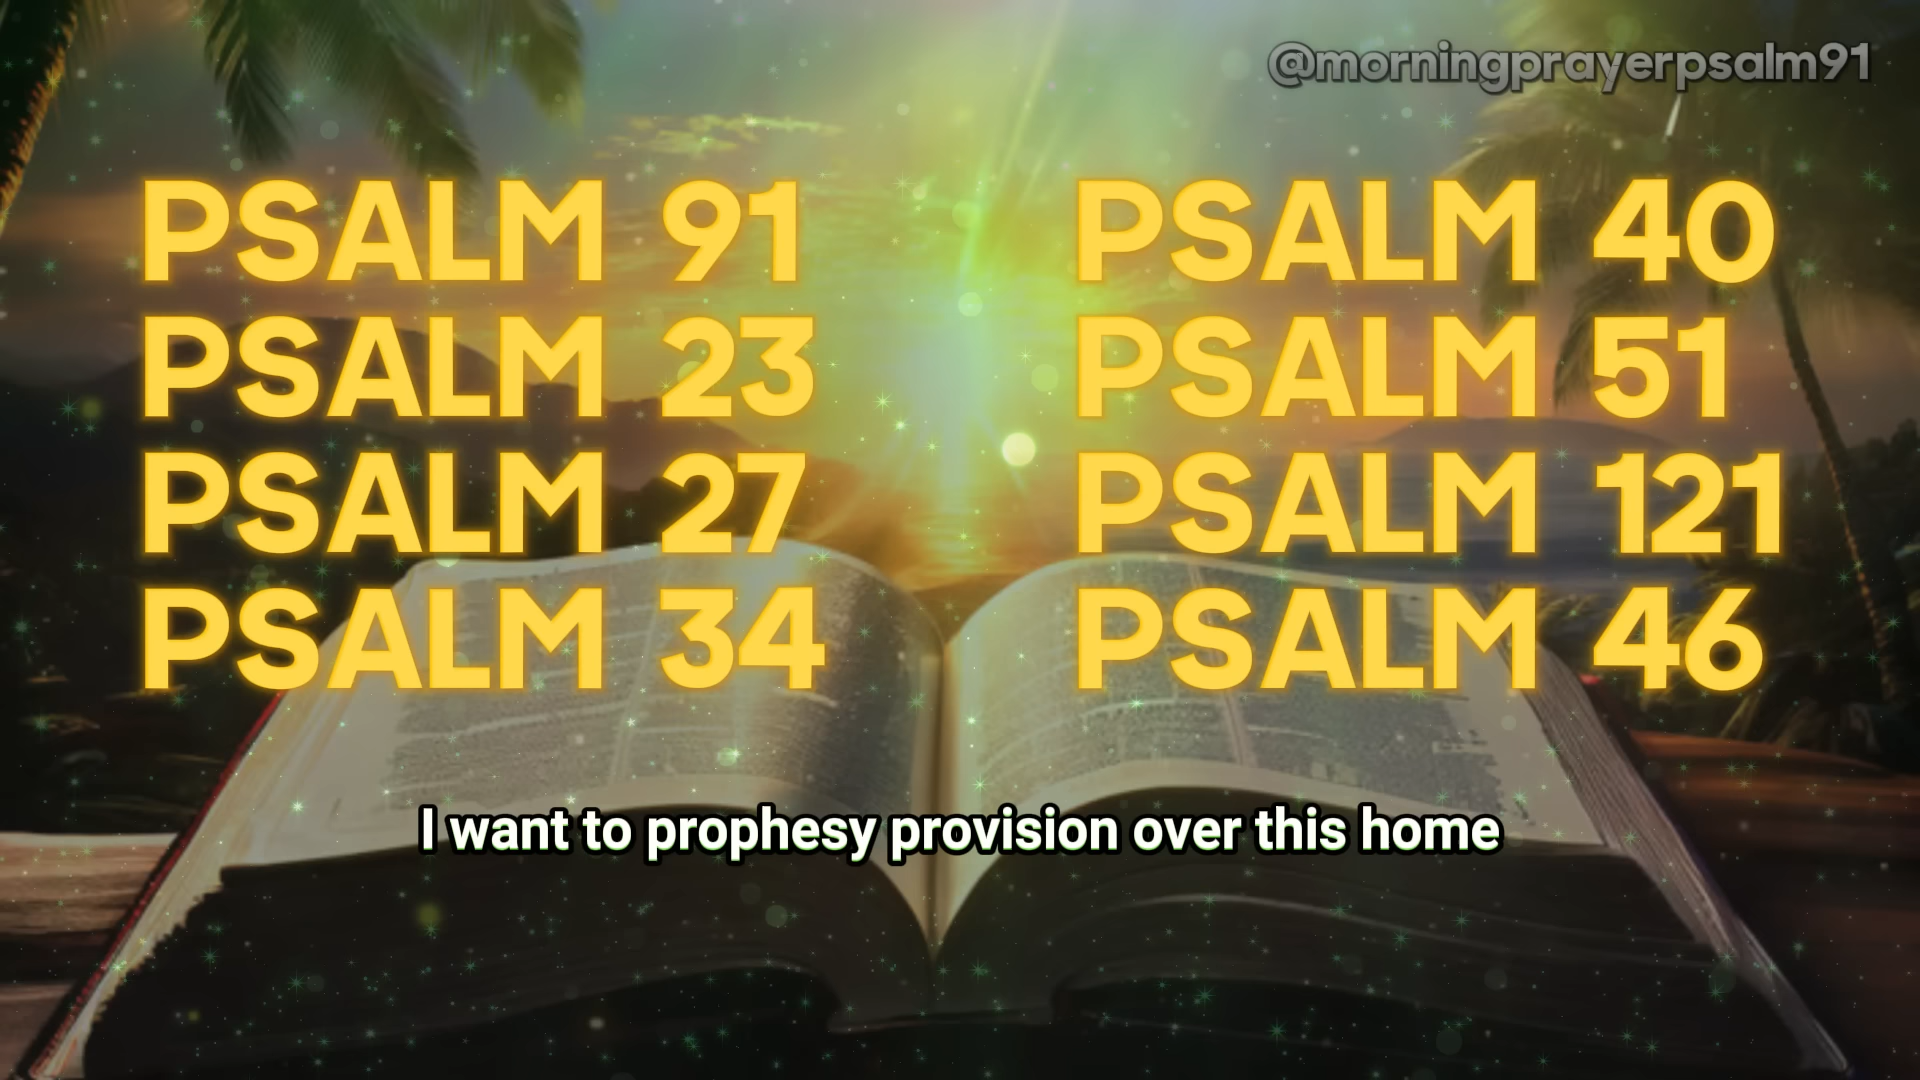 @morningprayerpsalm91
PSALM 91
PSALM 23
PSALM 27
PSALM 34
PSALM 40
PSALM 51
PSALM 121
PSALM 46
I want to prophesy provision over this home